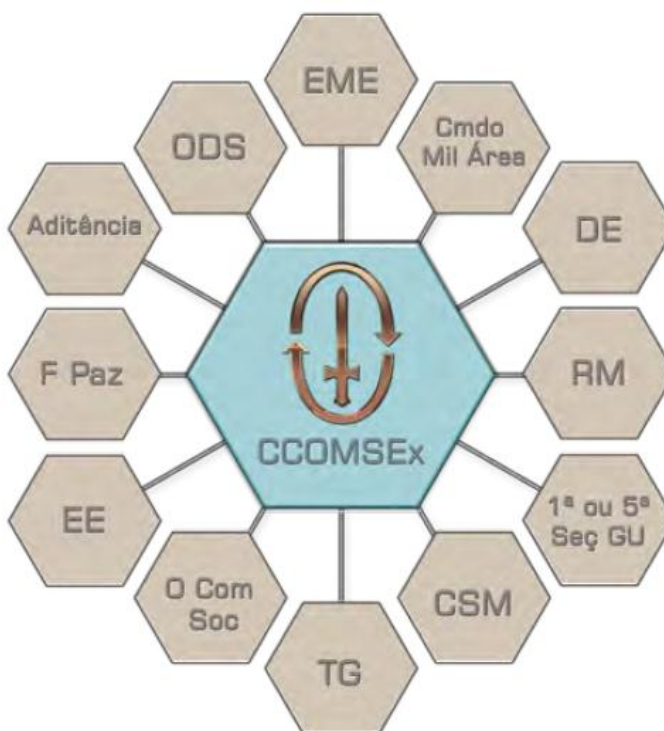 EME
Cmdo
Mil Área
ODS
DE
Aditância
RM
F Paz
CCOMSEx
1ª ou 5ª
Seç GU
EE
CSM
O Com
Soc
TG